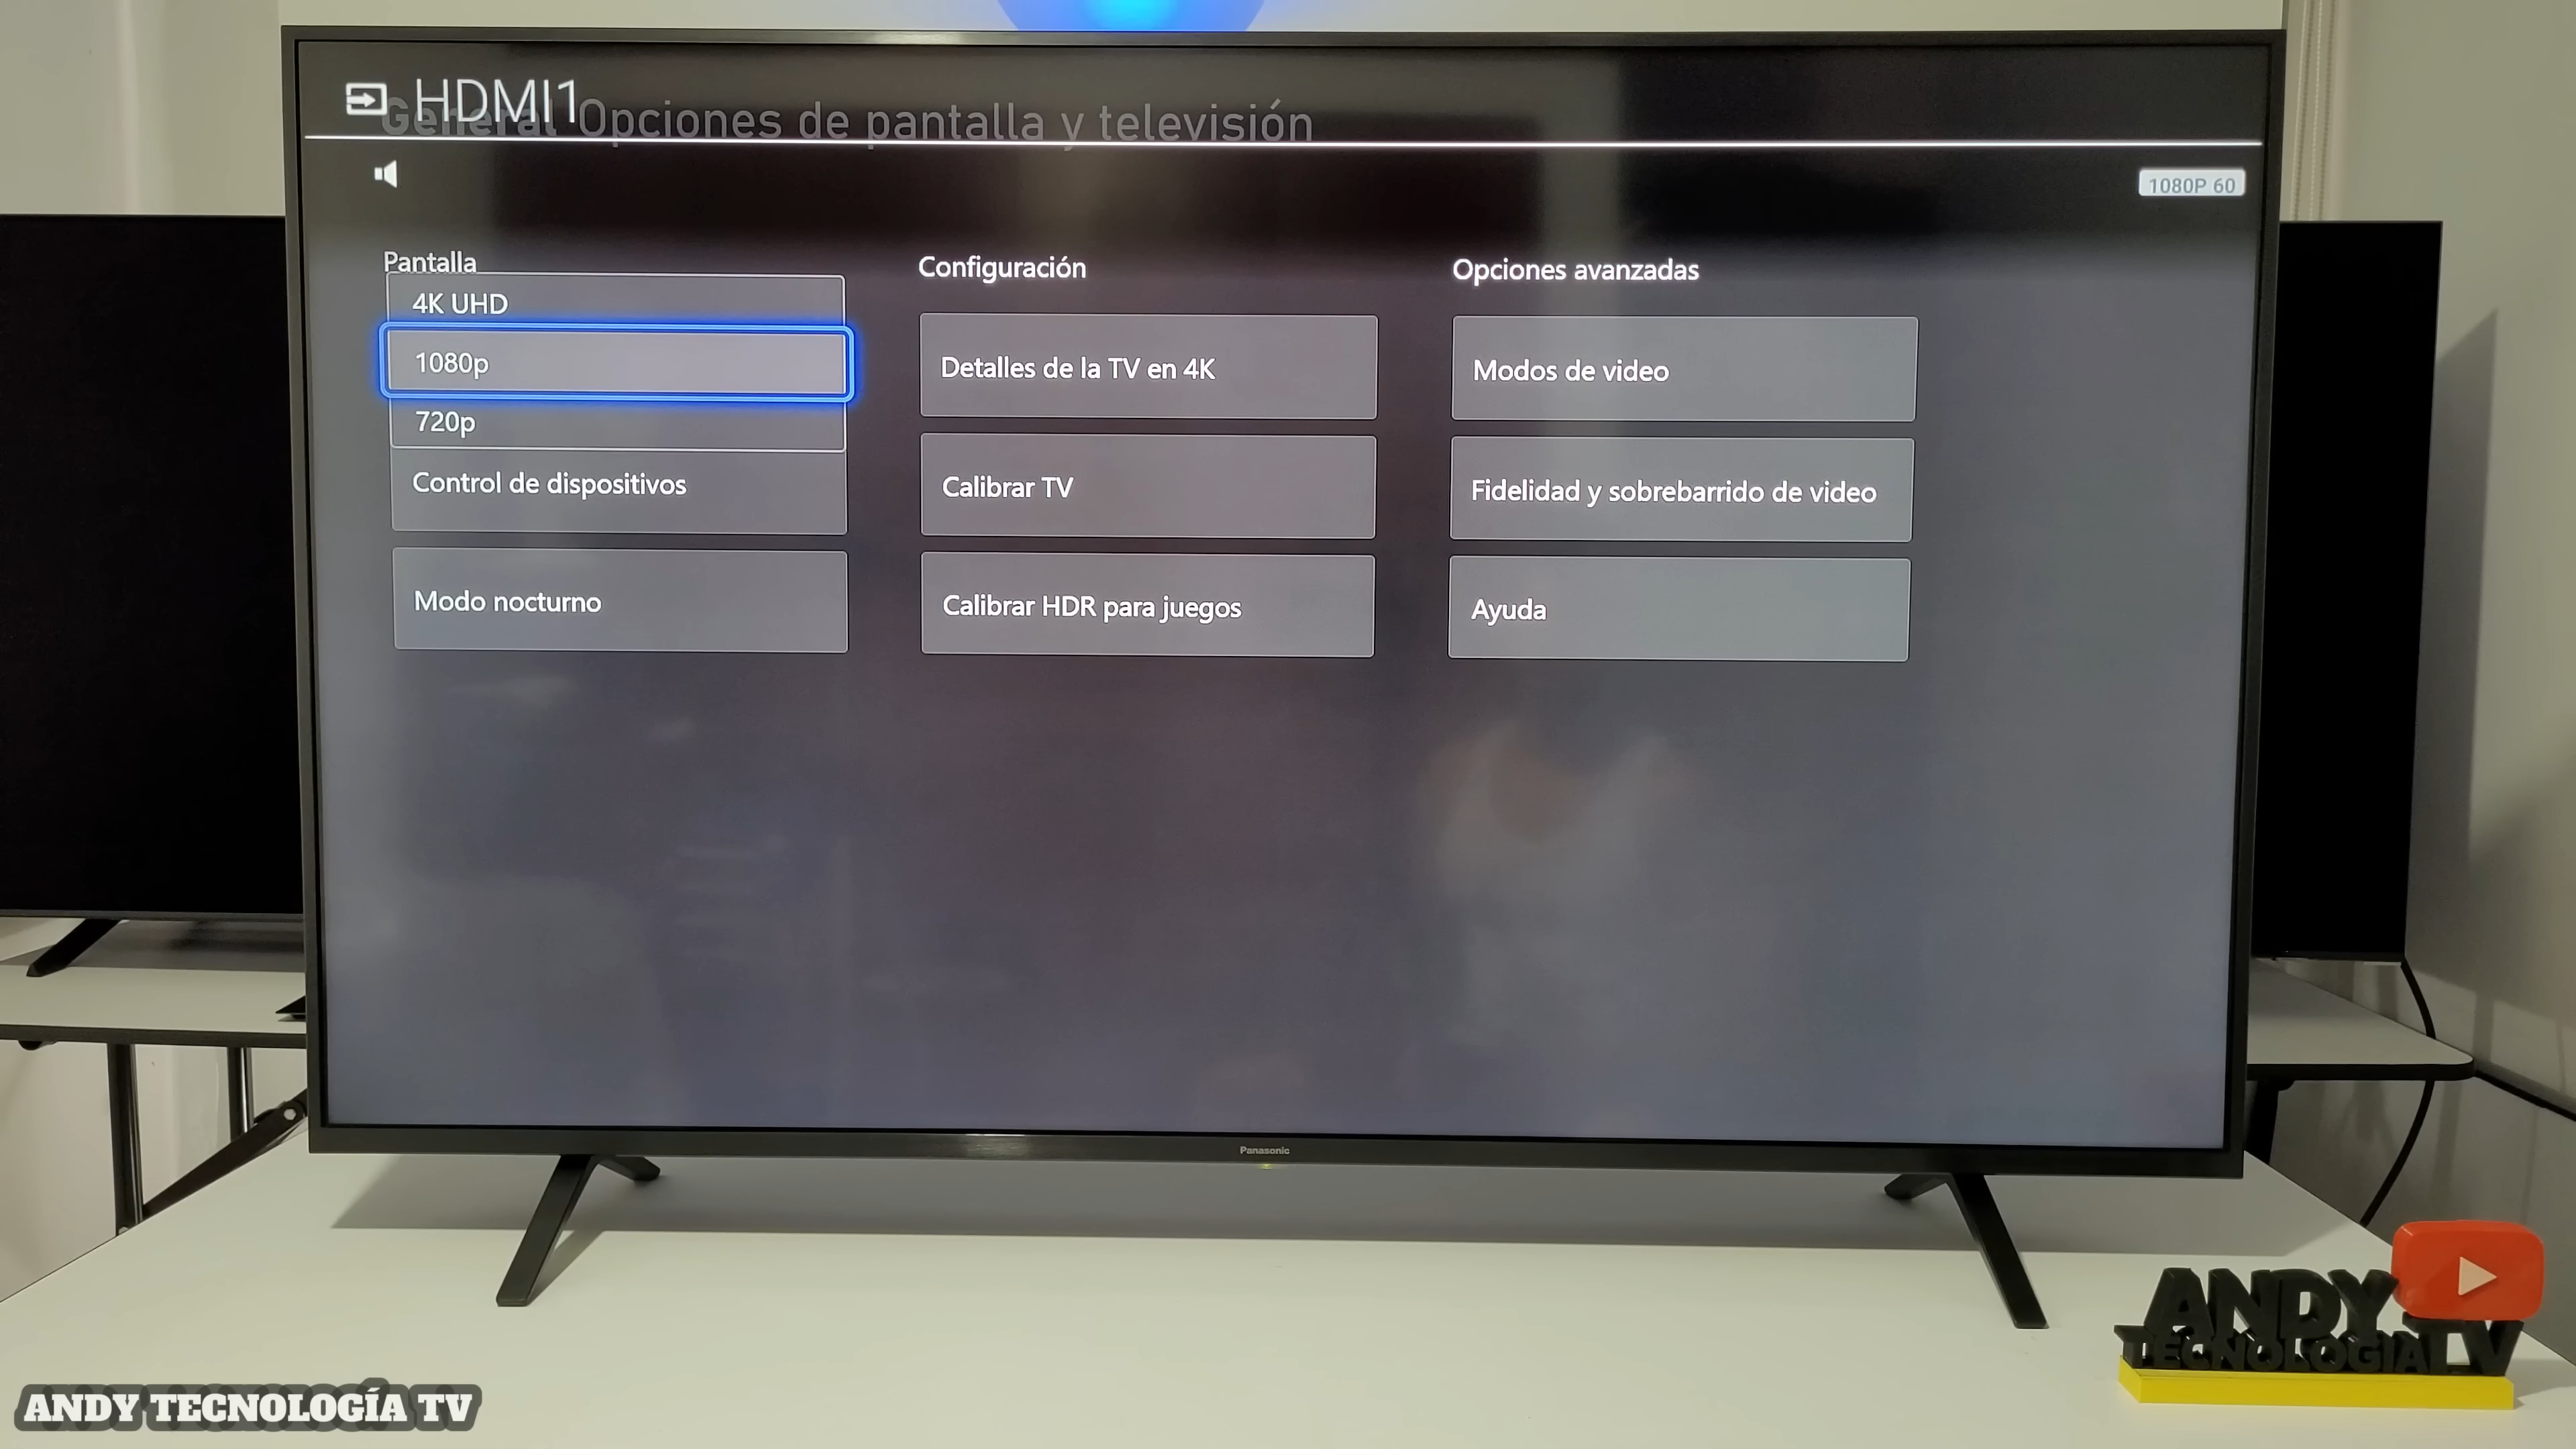 HDMI1
General Opciones de pantalla y televisión
1080P 60
Pantalla
4K UHD
1080p
720p
Control de dispositivos
Modo nocturno
Configuración
Detalles de la TV en 4K
Calibrar TV
Calibrar HDR para juegos
Opciones avanzadas
Modos de video
Fidelidad y sobrebarrido de video
Ayuda
Panasonic
ANDY
TECNOLOGIA TV
ANDY TECNOLOGÍA TV